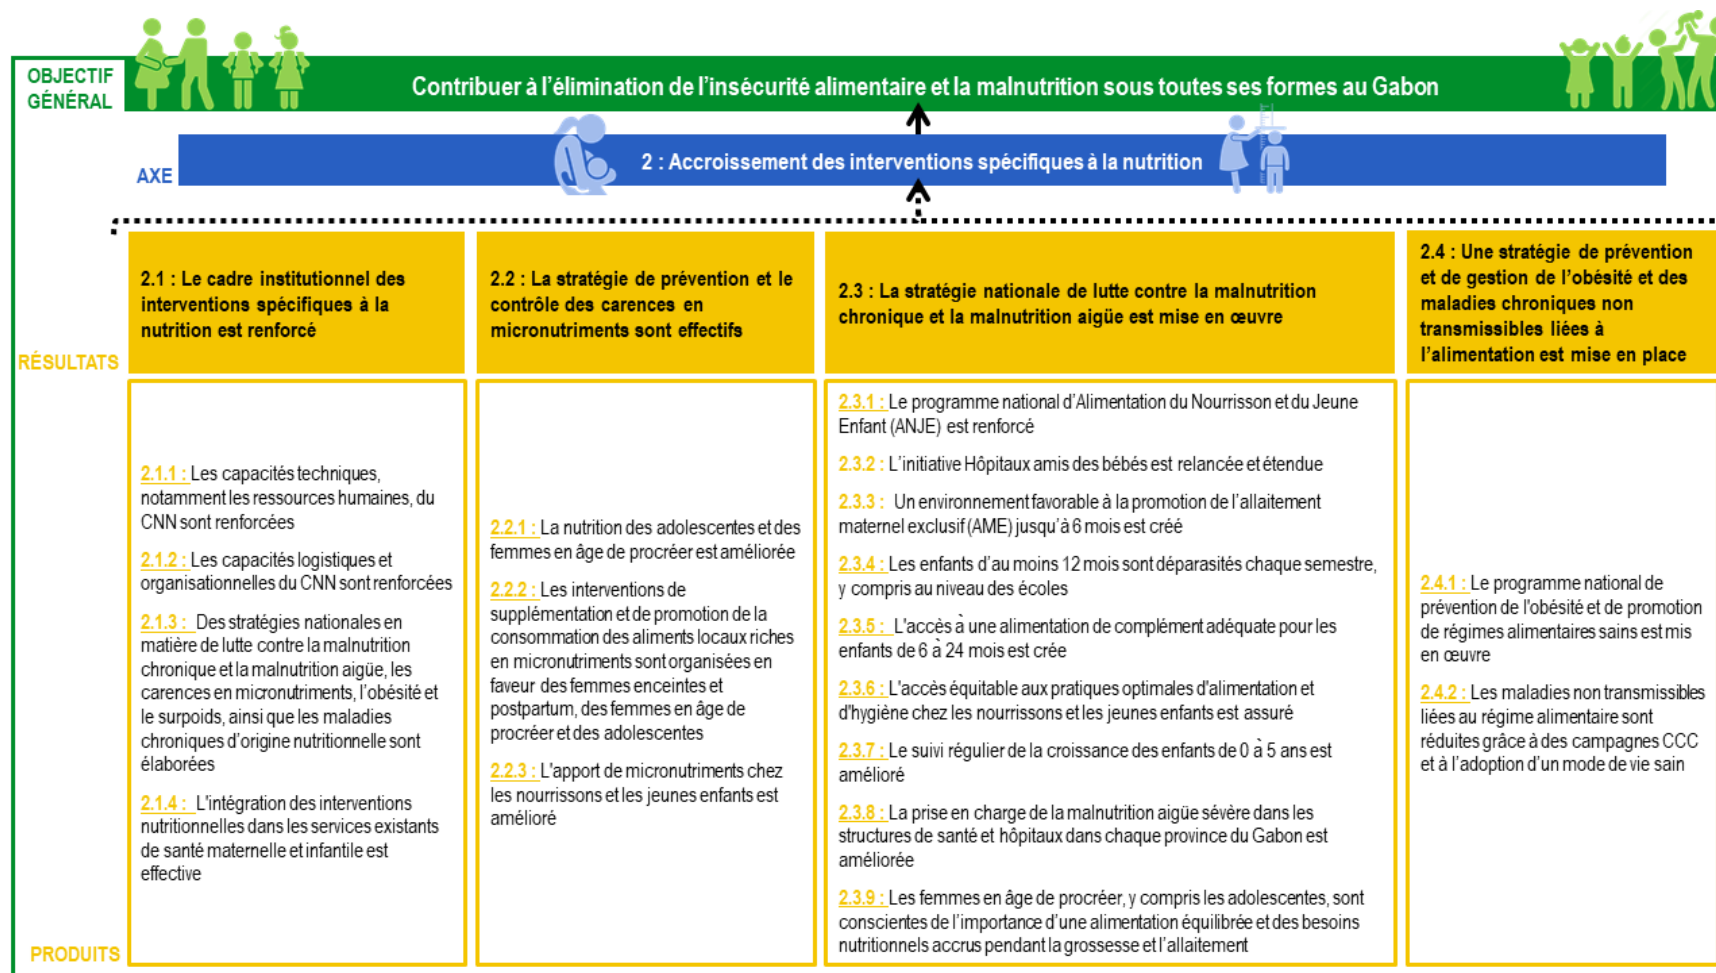 OBJECTIF
GÉNÉRAL
Contribuer à l’élimination de l’insécurité alimentaire et la malnutrition sous toutes ses formes au Gabon
AXE
2 : Accroissement des interventions spécifiques à la nutrition
RÉSULTATS
2.1 : Le cadre institutionnel des
interventions spécifiques à la
nutrition est renforcé
2.2 : La stratégie de prévention et le
contrôle des carences en
micronutriments sont effectifs
2.3 : La stratégie nationale de lutte contre la malnutrition
chronique et la malnutrition aigüe est mise en œuvre
2.4 : Une stratégie de prévention
et de gestion de l’obésité et des
maladies chroniques non
transmissibles liées à
l’alimentation est mise en place
PRODUITS
2.1.1 : Les capacités techniques,
notamment les ressources humaines, du
CNN sont renforcées
2.1.2 : Les capacités logistiques et
organisationnelles du CNN sont renforcées
2.1.3 : Des stratégies nationales en
matière de lutte contre la malnutrition
chronique et la malnutrition aigüe, les
carences en micronutriments, l’obésité et
le surpoids, ainsi que les maladies
chroniques d’origine nutritionnelle sont
élaborées
2.1.4 : L'intégration des interventions
nutritionnelles dans les services existants
de santé maternelle et infantile est
effective
2.2.1 : La nutrition des adolescentes et des
femmes en âge de procréer est améliorée
2.2.2 : Les interventions de
supplémentation et de promotion de la
consommation des aliments locaux riches
en micronutriments sont organisées en
faveur des femmes enceintes et
postpartum, des femmes en âge de
procréer et des adolescentes
2.2.3 : L'apport de micronutriments chez
les nourrissons et les jeunes enfants est
amélioré
2.3.1 : Le programme national d’Alimentation du Nourrisson et du Jeune
Enfant (ANJE) est renforcé
2.3.2 : L’initiative Hôpitaux amis des bébés est relancée et étendue
2.3.3 : Un environnement favorable à la promotion de l’allaitement
maternel exclusif (AME) jusqu’à 6 mois est créé
2.3.4 : Les enfants d’au moins 12 mois sont déparasités chaque semestre,
y compris au niveau des écoles
2.3.5 : L'accès à une alimentation de complément adéquate pour les
enfants de 6 à 24 mois est crée
2.3.6 : L'accès équitable aux pratiques optimales d'alimentation et
d'hygiène chez les nourrissons et les jeunes enfants est assuré
2.3.7 : Le suivi régulier de la croissance des enfants de 0 à 5 ans est
amélioré
2.3.8 : La prise en charge de la malnutrition aigüe sévère dans les
structures de santé et hôpitaux dans chaque province du Gabon est
améliorée
2.3.9 : Les femmes en âge de procréer, y compris les adolescentes, sont
conscientes de l’importance d’une alimentation équilibrée et des besoins
nutritionnels accrus pendant la grossesse et l’allaitement
2.4.1 : Le programme national de
prévention de l'obésité et de promotion
de régimes alimentaires sains est mis
en œuvre
2.4.2 : Les maladies non transmissibles
liées au régime alimentaire sont
réduites grâce à des campagnes CCC
et à l’adoption d’un mode de vie sain